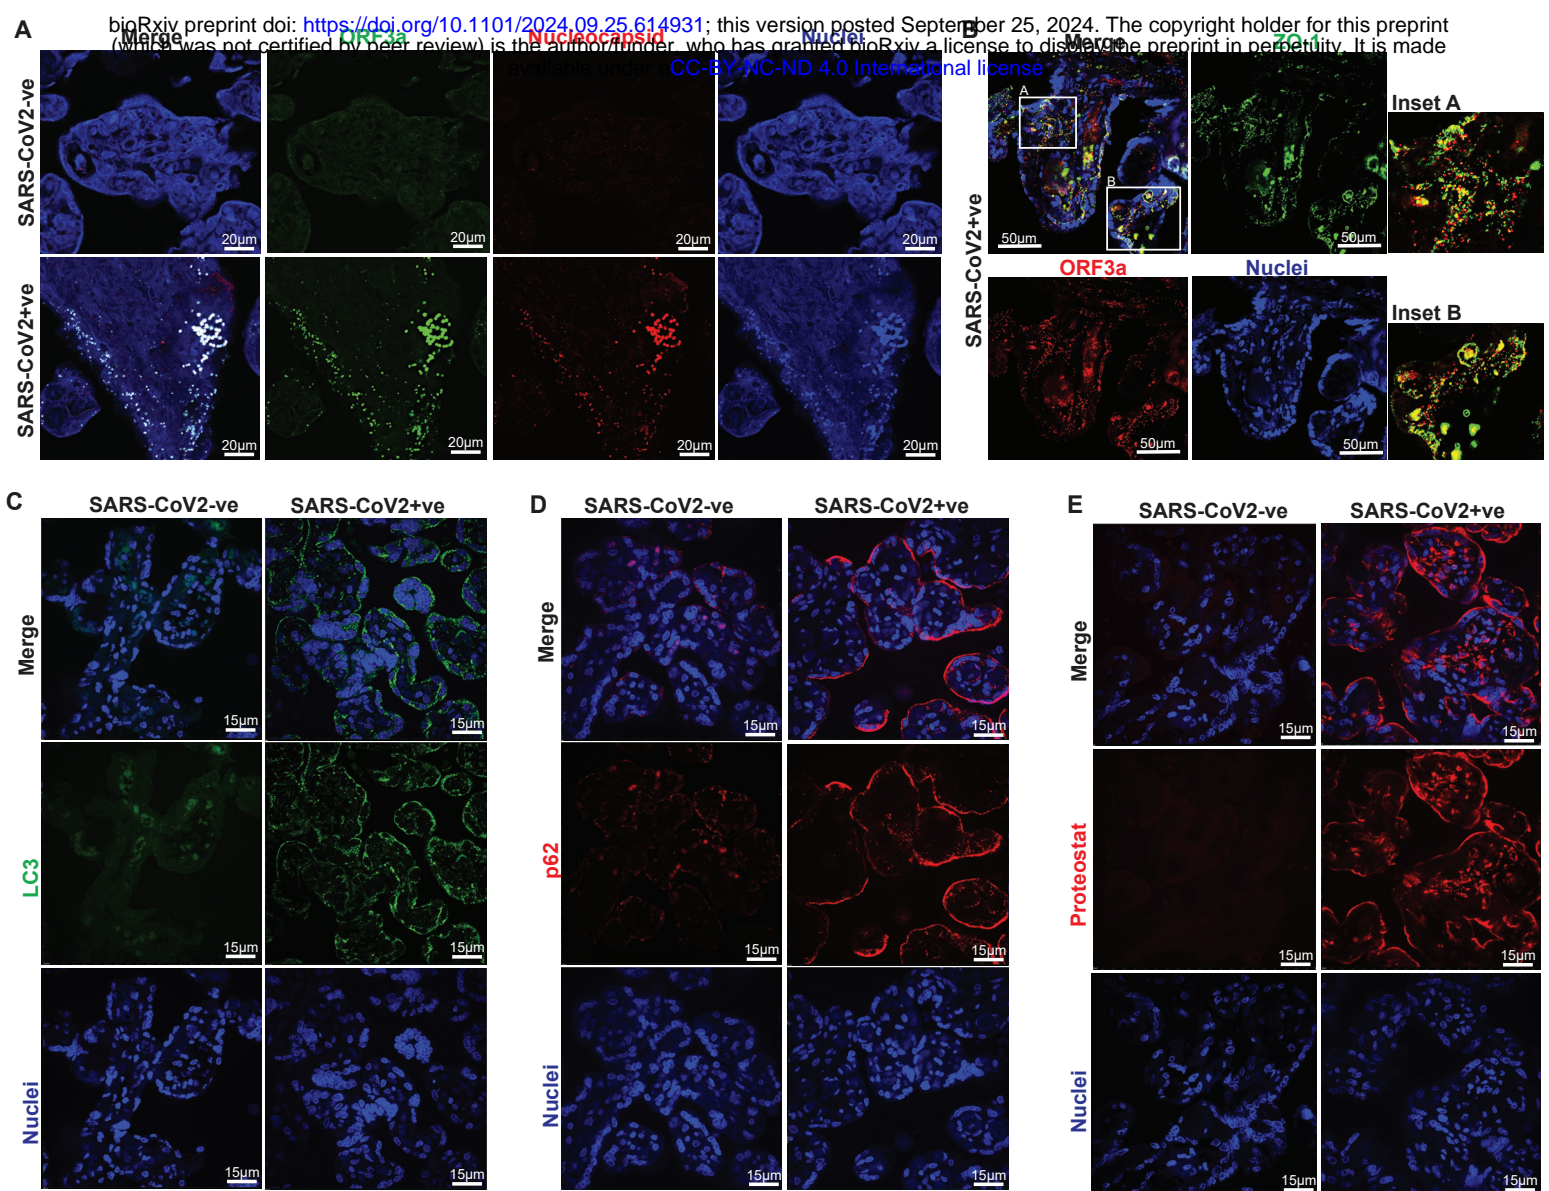 bioRxiv preprint doi: https://doi.org/10.1101/2024.09.25.614931; this version posted September 25, 2024. The copyright holder for this preprint
(which was not certified by peer review) is the author/funder, who has granted bioRxiv a license to display the preprint in perpetuity. It is made
available under aCC-BY-NC-ND 4.0 International license
A
Merge
ORF3a
Nucleocapsid
Nuclei
SARS-CoV2-ve
20µm
20µm
20µm
20µm
SARS-CoV2+ve
20µm
20µm
20µm
20µm
B
Merge
ZO-1
SARS-CoV2+ve
A
B
50µm
50µm
Inset A
ORF3a
Nuclei
50µm
50µm
Inset B
C
SARS-CoV2-ve
SARS-CoV2+ve
Merge
15µm
15µm
LC3
15µm
15µm
Nuclei
15µm
15µm
D
SARS-CoV2-ve
SARS-CoV2+ve
Merge
15µm
15µm
p62
15µm
15µm
Nuclei
15µm
15µm
E
SARS-CoV2-ve
SARS-CoV2+ve
Merge
15µm
15µm
Proteostat
15µm
15µm
Nuclei
15µm
15µm